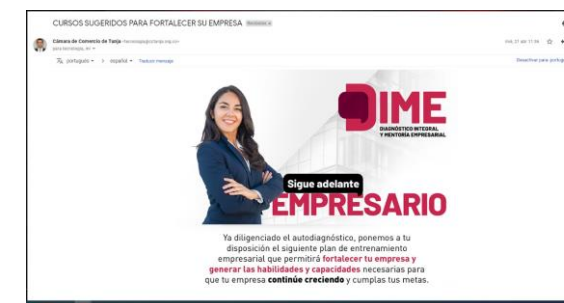 CURSOS SUGERIDOS PARA FORTALECER SU EMPRESA
Cámara de Comercio de Tunja
para tecnologia,
português > español Traducir mensaje
DIME
DIAGNÓSTICO INTEGRAL
Y MENTORÍA EMPRESARIAL
Sigue adelante
EMPRESARIO
Ya diligenciado el autodiagnóstico, ponemos a tu
disposición el siguiente plan de entrenamiento
empresarial que permitirá fortalecer tu empresa y
generar las habilidades y capacidades necesarias para
que tu empresa continúe creciendo y cumplas tus metas.